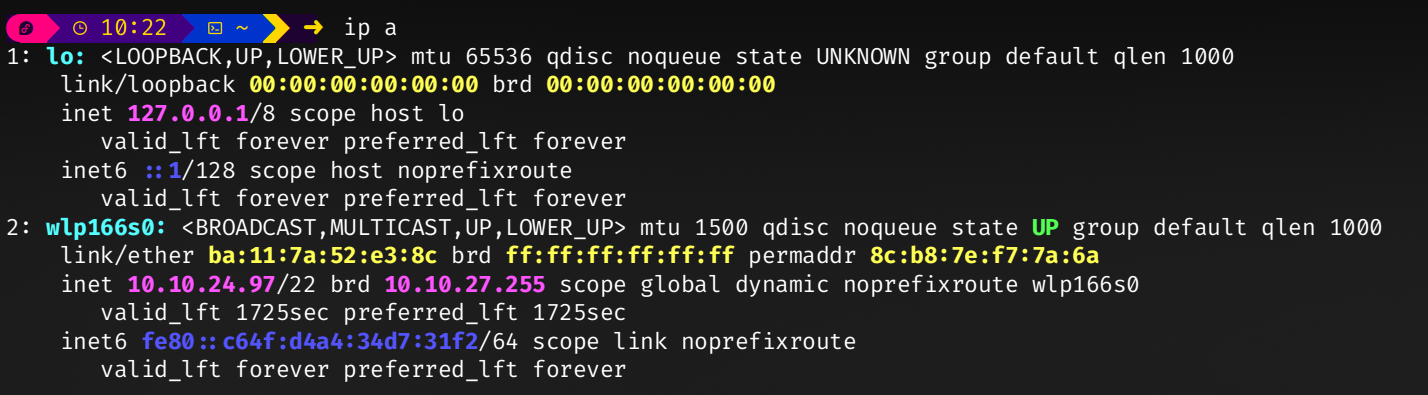 10:22 ~ ➜ ip a
1: lo: <LOOPBACK,UP,LOWER_UP> mtu 65536 qdisc noqueue state UNKNOWN group default qlen 1000
    link/loopback 00:00:00:00:00:00 brd 00:00:00:00:00:00
    inet 127.0.0.1/8 scope host lo
       valid_lft forever preferred_lft forever
    inet6 ::1/128 scope host noprefixroute
       valid_lft forever preferred_lft forever
2: wlp166s0: <BROADCAST,MULTICAST,UP,LOWER_UP> mtu 1500 qdisc noqueue state UP group default qlen 1000
    link/ether ba:11:7a:52:e3:8c brd ff:ff:ff:ff:ff:ff permaddr 8c:b8:7e:f7:7a:6a
    inet 10.10.24.97/22 brd 10.10.27.255 scope global dynamic noprefixroute wlp166s0
       valid_lft 1725sec preferred_lft 1725sec
    inet6 fe80::c64f:d4a4:34d7:31f2/64 scope link noprefixroute
       valid_lft forever preferred_lft forever